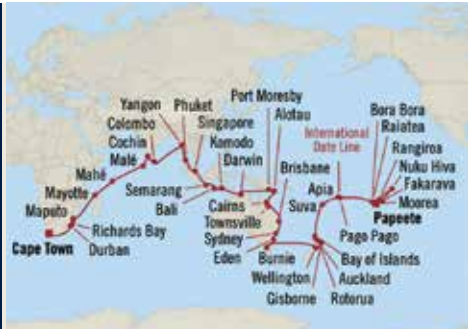 Yangon
Phuket
Port Moresby
Alotau
Bora Bora
Raiatea
Colombo
Singapore
International
Date Line
Rangiroa
Cochin
Komodo
Nuku Hiva
Malé
Darwin
Brisbane
Fakarava
Mahé
Apia
Moorea
Mayotte
Semarang
Cairns
Suva
Papeete
Maputo
Bali
Townsville
Pago Pago
Richards Bay
Sydney
Cape Town
Durban
Eden
Burnie
Bay of Islands
Wellington
Auckland
Gisborne
Rotorua